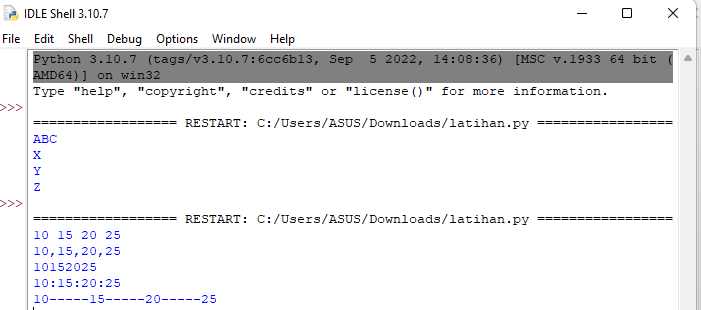 IDLE Shell 3.10.7
File Edit Shell Debug Options Window Help
Python 3.10.7 (tags/v3.10.7:6cc6b13, Sep  5 2022, 14:08:36) [MSC v.1933 64 bit (
AMD64)] on win32
Type "help", "copyright", "credits" or "license()" for more information.
>>>
================== RESTART: C:/Users/ASUS/Downloads/latihan.py =================
ABC
X
Y
Z
>>>
================== RESTART: C:/Users/ASUS/Downloads/latihan.py =================
10 15 20 25
10,15,20,25
10152025
10:15:20:25
10-----15-----20-----25